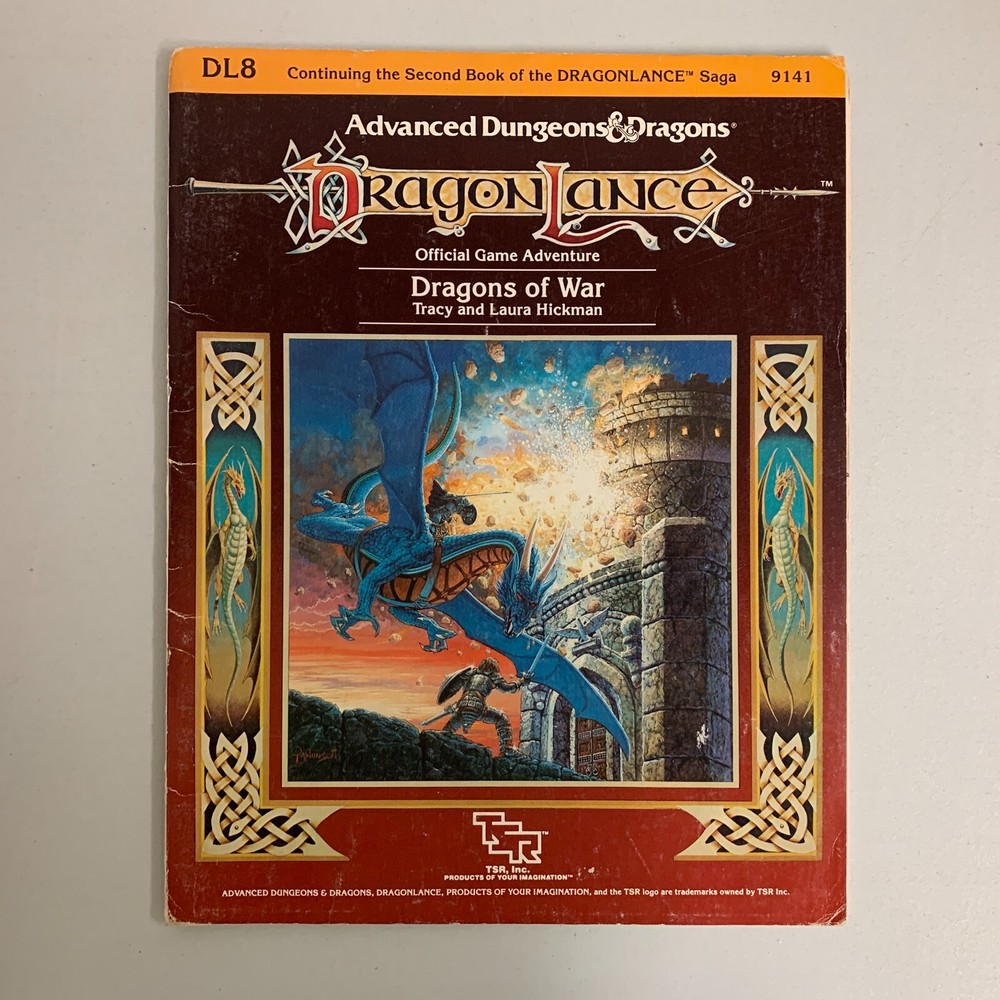 DL8 Continuing the Second Book of the DRAGONLANCE™ Saga 9141
Advanced Dungeons & Dragons®
DRAGONLANCE™
Official Game Adventure
Dragons of War
Tracy and Laura Hickman
TSR™
TSR, Inc.
PRODUCTS OF YOUR IMAGINATION™
ADVANCED DUNGEONS & DRAGONS, DRAGONLANCE, PRODUCTS OF YOUR IMAGINATION, and the TSR logo are trademarks owned by TSR Inc.